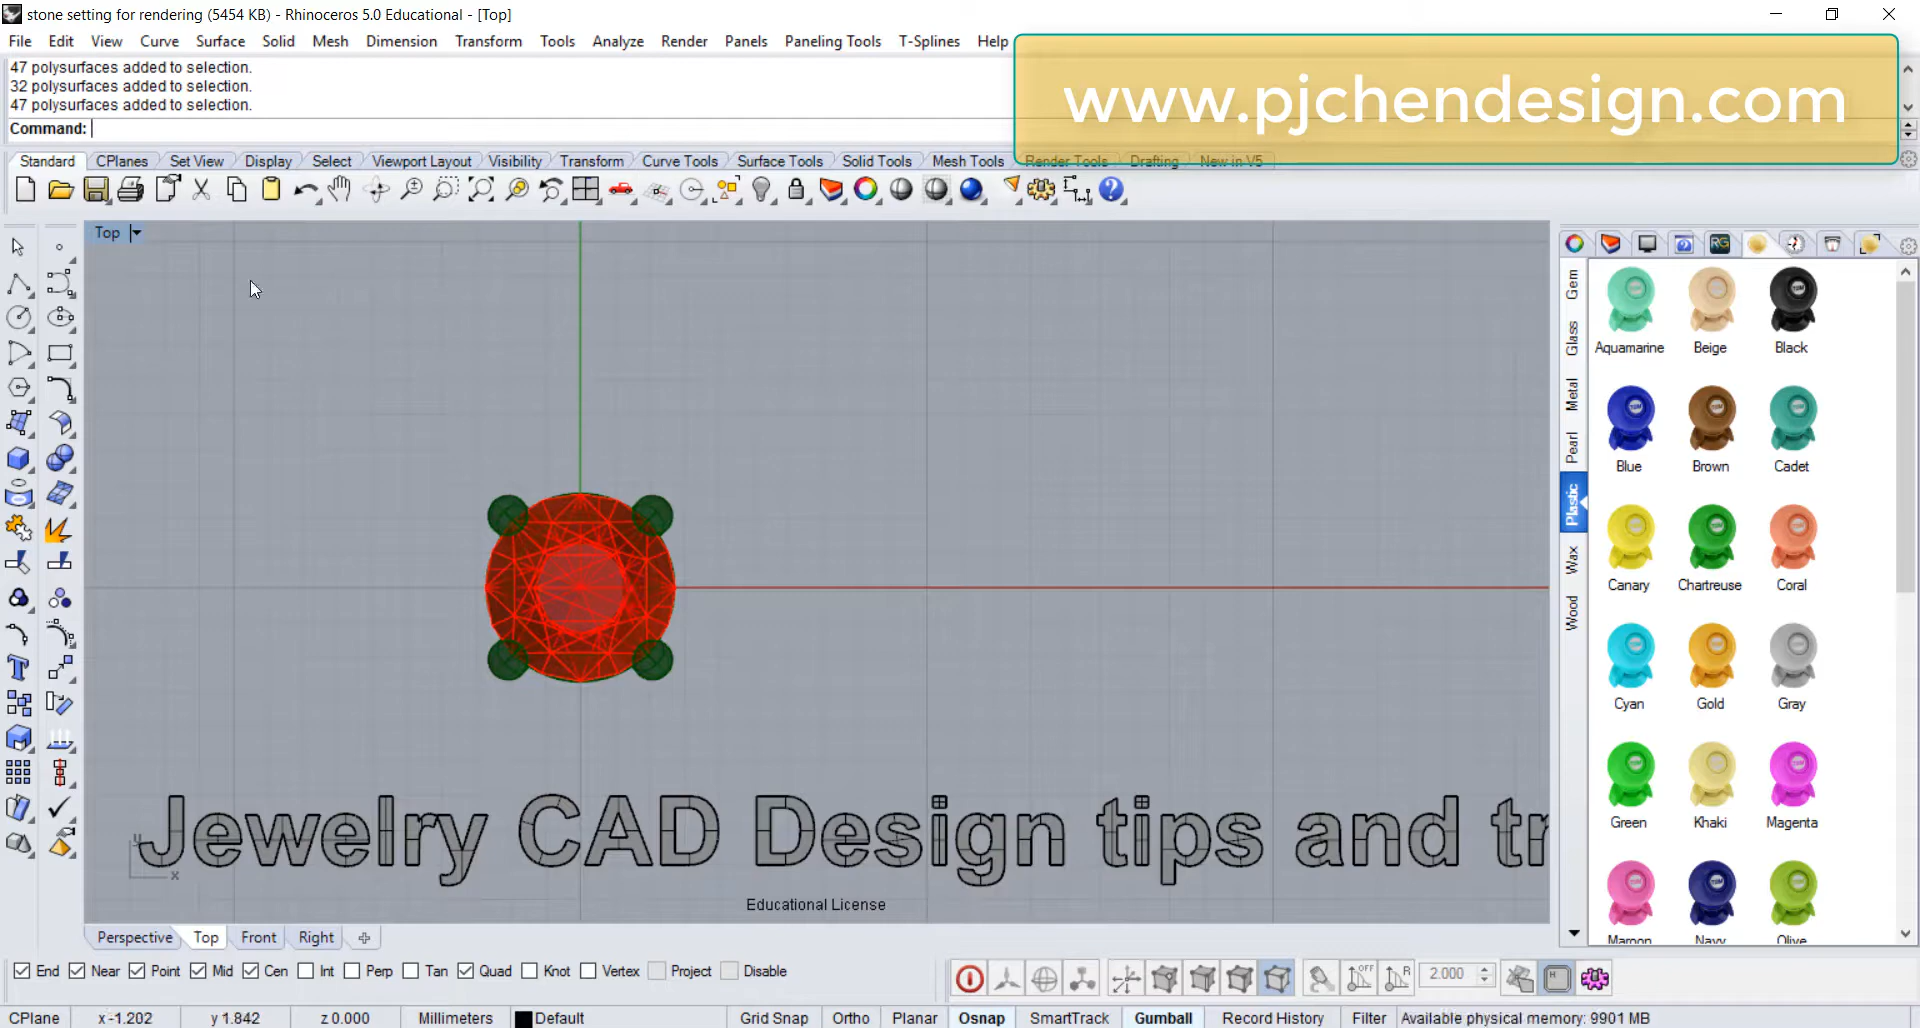 stone setting for rendering (5454 KB) - Rhinoceros 5.0 Educational - [Top]
File Edit View Curve Surface Solid Mesh Dimension Transform Tools Analyze Render Panels Paneling Tools T-Splines Help
www.pjchendesign.com
47 polysurfaces added to selection.
32 polysurfaces added to selection.
47 polysurfaces added to selection.
Command:
Standard CPlanes Set View Display Select Viewport Layout Visibility Transform Curve Tools Surface Tools Solid Tools Mesh Tools Render Tools Drafting New in V5
Top
RG
Gem
Glass
Metal
Pearl
Plastic
Wax
Wood
Aquamarine Beige Black
Blue Brown Cadet
Canary Chartreuse Coral
Cyan Gold Gray
Green Khaki Magenta
Maroon Navy Olive
Jewelry CAD Design tips and tr
y
x
Educational License
Perspective Top Front Right
End Near Point Mid Cen Int Perp Tan Quad Knot Vertex Project Disable
OFF
R
2.000
H
CPlane x -1.202 y 1.842 z 0.000 Millimeters Default Grid Snap Ortho Planar Osnap SmartTrack Gumball Record History Filter Available physical memory: 9901 MB